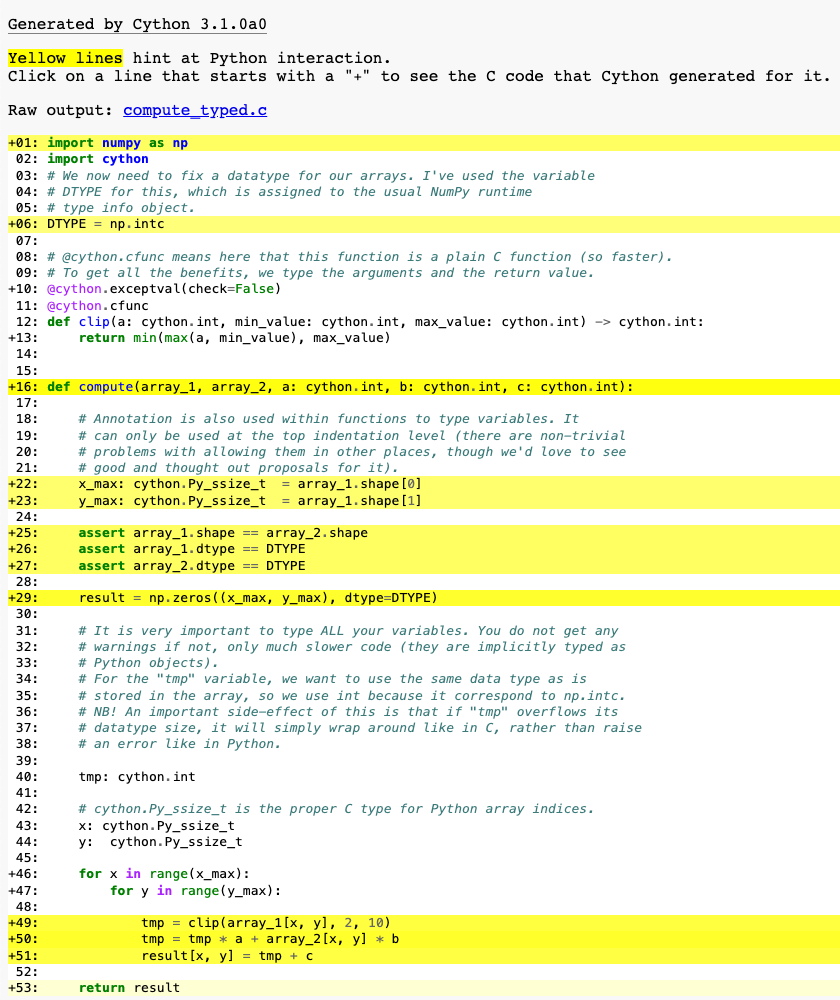 Generated by Cython 3.1.0a0
Yellow lines hint at Python interaction.
Click on a line that starts with a "+" to see the C code that Cython generated for it.
Raw output: compute_typed.c
+01: import numpy as np
 02: import cython
 03: # We now need to fix a datatype for our arrays. I've used the variable
 04: # DTYPE for this, which is assigned to the usual NumPy runtime
 05: # type info object.
+06: DTYPE = np.intc
 07:
 08: # @cython.cfunc means here that this function is a plain C function (so faster).
 09: # To get all the benefits, we type the arguments and the return value.
+10: @cython.exceptval(check=False)
 11: @cython.cfunc
 12: def clip(a: cython.int, min_value: cython.int, max_value: cython.int) -> cython.int:
+13:     return min(max(a, min_value), max_value)
 14:
 15:
+16: def compute(array_1, array_2, a: cython.int, b: cython.int, c: cython.int):
 17:
 18:     # Annotation is also used within functions to type variables. It
 19:     # can only be used at the top indentation level (there are non-trivial
 20:     # problems with allowing them in other places, though we'd love to see
 21:     # good and thought out proposals for it).
+22:     x_max: cython.Py_ssize_t  = array_1.shape[0]
+23:     y_max: cython.Py_ssize_t  = array_1.shape[1]
 24:
+25:     assert array_1.shape == array_2.shape
+26:     assert array_1.dtype == DTYPE
+27:     assert array_2.dtype == DTYPE
 28:
+29:     result = np.zeros((x_max, y_max), dtype=DTYPE)
 30:
 31:     # It is very important to type ALL your variables. You do not get any
 32:     # warnings if not, only much slower code (they are implicitly typed as
 33:     # Python objects).
 34:     # For the "tmp" variable, we want to use the same data type as is
 35:     # stored in the array, so we use int because it correspond to np.intc.
 36:     # NB! An important side-effect of this is that if "tmp" overflows its
 37:     # datatype size, it will simply wrap around like in C, rather than raise
 38:     # an error like in Python.
 39:
 40:     tmp: cython.int
 41:
 42:     # cython.Py_ssize_t is the proper C type for Python array indices.
 43:     x: cython.Py_ssize_t
 44:     y:  cython.Py_ssize_t
 45:
+46:     for x in range(x_max):
+47:         for y in range(y_max):
 48:
+49:             tmp = clip(array_1[x, y], 2, 10)
+50:             tmp = tmp * a + array_2[x, y] * b
+51:             result[x, y] = tmp + c
 52:
+53:     return result